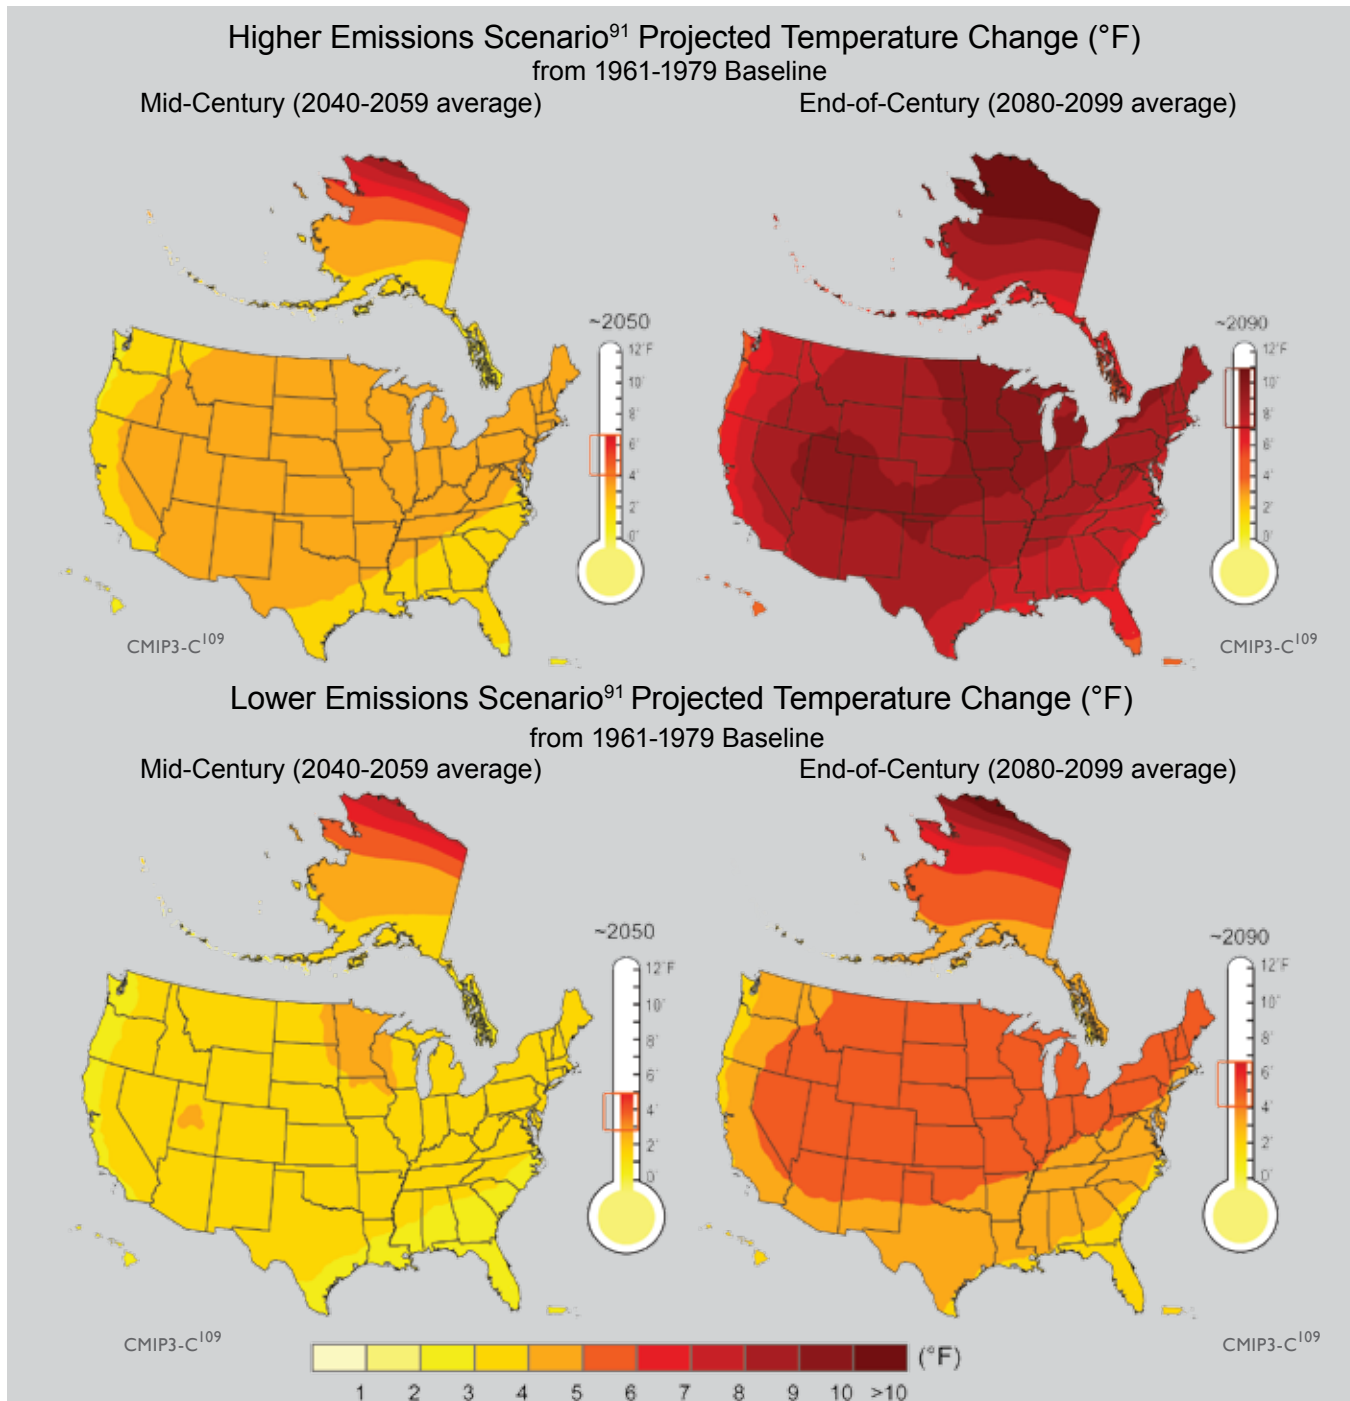 Higher Emissions Scenario91 Projected Temperature Change (°F)
from 1961-1979 Baseline
Mid-Century (2040-2059 average)
End-of-Century (2080-2099 average)
~2050
12°F
10°
8°
6°
4°
2°
0°
CMIP3-C109
~2090
12°F
10°
8°
6°
4°
2°
0°
CMIP3-C109
Lower Emissions Scenario91 Projected Temperature Change (°F)
from 1961-1979 Baseline
Mid-Century (2040-2059 average)
End-of-Century (2080-2099 average)
~2050
12°F
10°
8°
6°
4°
2°
0°
CMIP3-C109
~2090
12°F
10°
8°
6°
4°
2°
0°
CMIP3-C109
(°F)
1 2 3 4 5 6 7 8 9 10 >10